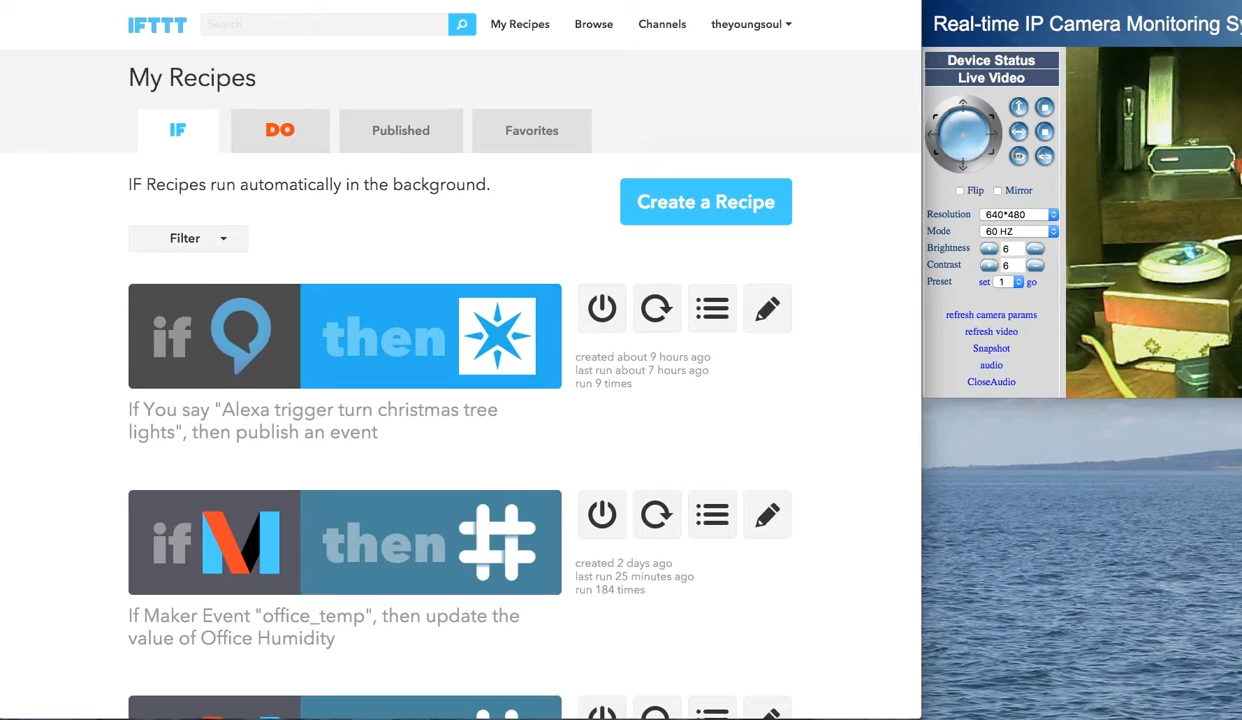 IFTTT
Search
My Recipes
Browse
Channels
theyoungsoul
My Recipes
IF
DO
Published
Favorites
IF Recipes run automatically in the background.
Create a Recipe
Filter
if
then
created about 9 hours ago
last run about 7 hours ago
run 9 times
If You say "Alexa trigger turn christmas tree
lights", then publish an event
if
then
created 2 days ago
last run 25 minutes ago
run 184 times
If Maker Event "office_temp", then update the
value of Office Humidity
Real-time IP Camera Monitoring Sy
Device Status
Live Video
Flip
Mirror
Resolution 640*480
Mode 60 HZ
Brightness 6
Contrast 6
Preset set 1 go
refresh camera params
refresh video
Snapshot
audio
CloseAudio